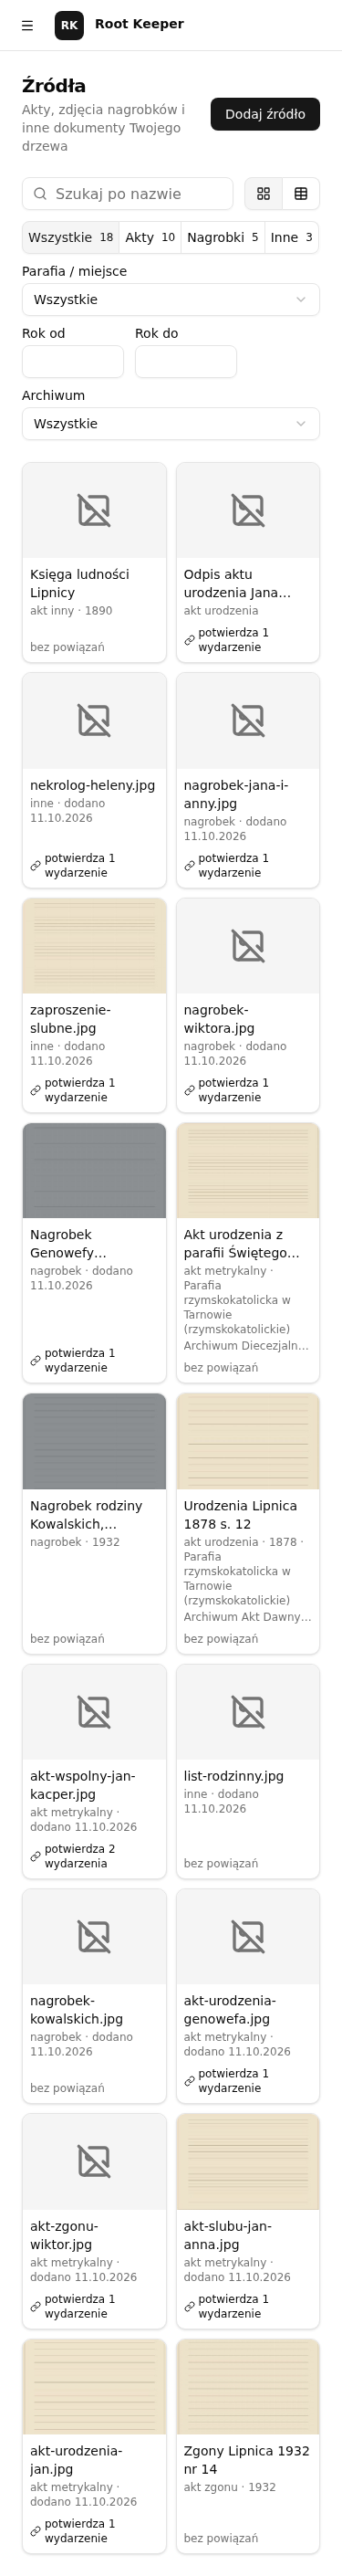 RK Root Keeper
Źródła
Akty, zdjęcia nagrobków i
inne dokumenty Twojego
drzewa
Dodaj źródło
Szukaj po nazwie
Wszystkie 18 Akty 10 Nagrobki 5 Inne 3
Parafia / miejsce
Wszystkie
Rok od Rok do
Archiwum
Wszystkie
Księga ludności
Lipnicy
akt inny · 1890
bez powiązań
Odpis aktu
urodzenia Jana…
akt urodzenia
potwierdza 1
wydarzenie
nekrolog-heleny.jpg
inne · dodano
11.10.2026
potwierdza 1
wydarzenie
nagrobek-jana-i-
anny.jpg
nagrobek · dodano
11.10.2026
potwierdza 1
wydarzenie
zaproszenie-
slubne.jpg
inne · dodano
11.10.2026
potwierdza 1
wydarzenie
nagrobek-
wiktora.jpg
nagrobek · dodano
11.10.2026
potwierdza 1
wydarzenie
Nagrobek
Genowefy…
nagrobek · dodano
11.10.2026
potwierdza 1
wydarzenie
Akt urodzenia z
parafii Świętego…
akt metrykalny ·
Parafia
rzymskokatolicka w
Tarnowie
(rzymskokatolickie)
Archiwum Diecezjaln…
bez powiązań
Nagrobek rodziny
Kowalskich,…
nagrobek · 1932
bez powiązań
Urodzenia Lipnica
1878 s. 12
akt urodzenia · 1878 ·
Parafia
rzymskokatolicka w
Tarnowie
(rzymskokatolickie)
Archiwum Akt Dawny…
bez powiązań
akt-wspolny-jan-
kacper.jpg
akt metrykalny ·
dodano 11.10.2026
potwierdza 2
wydarzenia
list-rodzinny.jpg
inne · dodano
11.10.2026
bez powiązań
nagrobek-
kowalskich.jpg
nagrobek · dodano
11.10.2026
bez powiązań
akt-urodzenia-
genowefa.jpg
akt metrykalny ·
dodano 11.10.2026
potwierdza 1
wydarzenie
akt-zgonu-
wiktor.jpg
akt metrykalny ·
dodano 11.10.2026
potwierdza 1
wydarzenie
akt-slubu-jan-
anna.jpg
akt metrykalny ·
dodano 11.10.2026
potwierdza 1
wydarzenie
akt-urodzenia-
jan.jpg
akt metrykalny ·
dodano 11.10.2026
potwierdza 1
wydarzenie
Zgony Lipnica 1932
nr 14
akt zgonu · 1932
bez powiązań